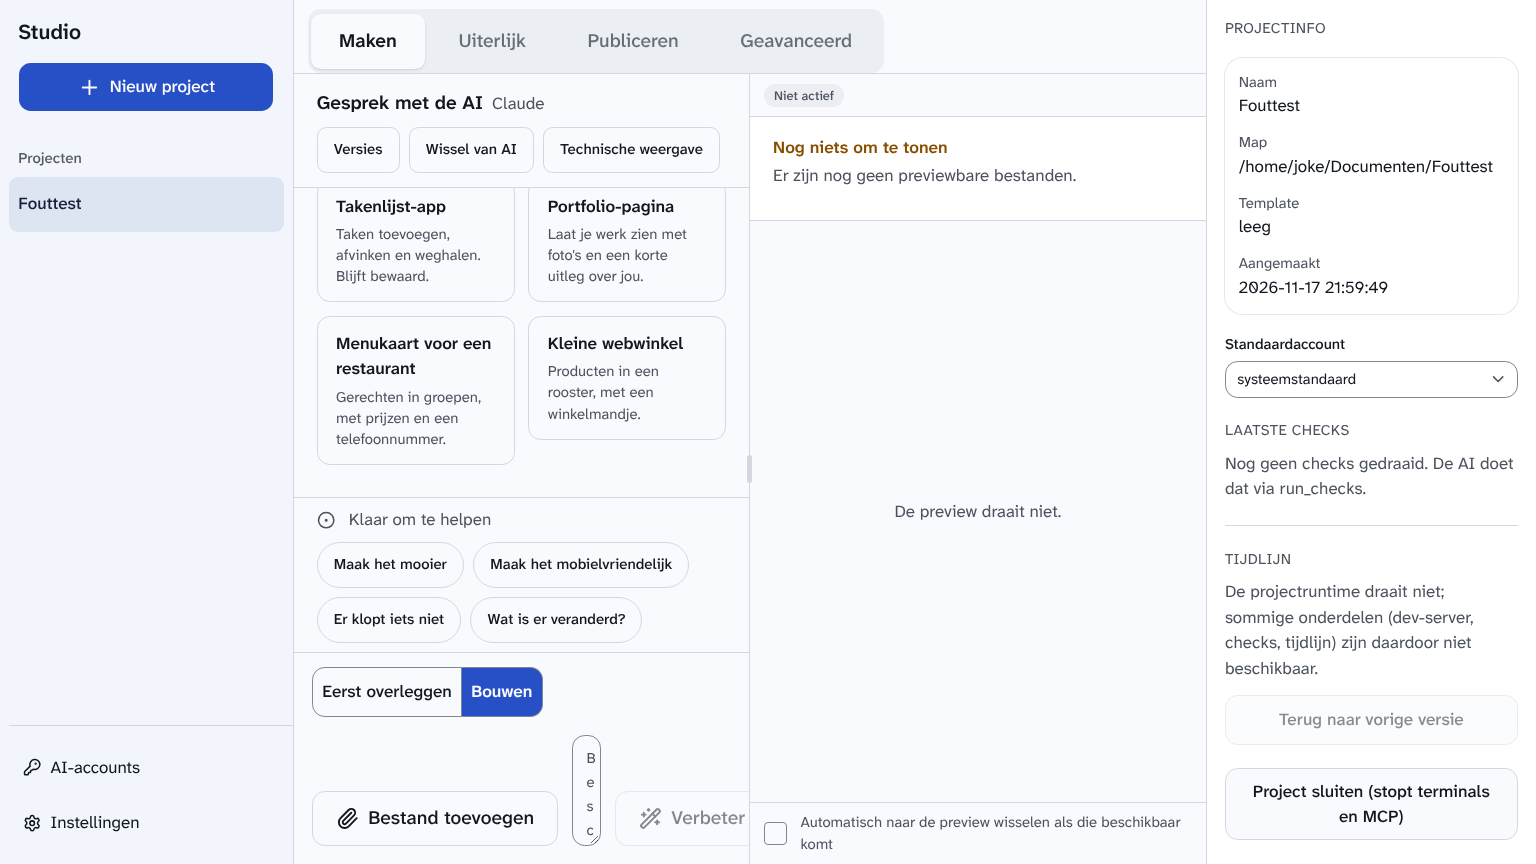 Studio
Nieuw project
Projecten
Fouttest
AI-accounts
Instellingen
Maken
Uiterlijk
Publiceren
Geavanceerd
Gesprek met de AI Claude
Versies
Wissel van AI
Technische weergave
Takenlijst-app
Taken toevoegen,
afvinken en weghalen.
Blijft bewaard.
Portfolio-pagina
Laat je werk zien met
foto's en een korte
uitleg over jou.
Menukaart voor een
restaurant
Gerechten in groepen,
met prijzen en een
telefoonnummer.
Kleine webwinkel
Producten in een
rooster, met een
winkelmandje.
Klaar om te helpen
Maak het mooier
Maak het mobielvriendelijk
Er klopt iets niet
Wat is er veranderd?
Eerst overleggen
Bouwen
Bestand toevoegen
B
e
s
c
Verbeter
Niet actief
Nog niets om te tonen
Er zijn nog geen previewbare bestanden.
De preview draait niet.
Automatisch naar de preview wisselen als die beschikbaar
komt
PROJECTINFO
Naam
Fouttest
Map
/home/joke/Documenten/Fouttest
Template
leeg
Aangemaakt
2026-11-17 21:59:49
Standaardaccount
systeemstandaard
LAATSTE CHECKS
Nog geen checks gedraaid. De AI doet
dat via run_checks.
TIJDLIJN
De projectruntime draait niet;
sommige onderdelen (dev-server,
checks, tijdlijn) zijn daardoor niet
beschikbaar.
Terug naar vorige versie
Project sluiten (stopt terminals
en MCP)